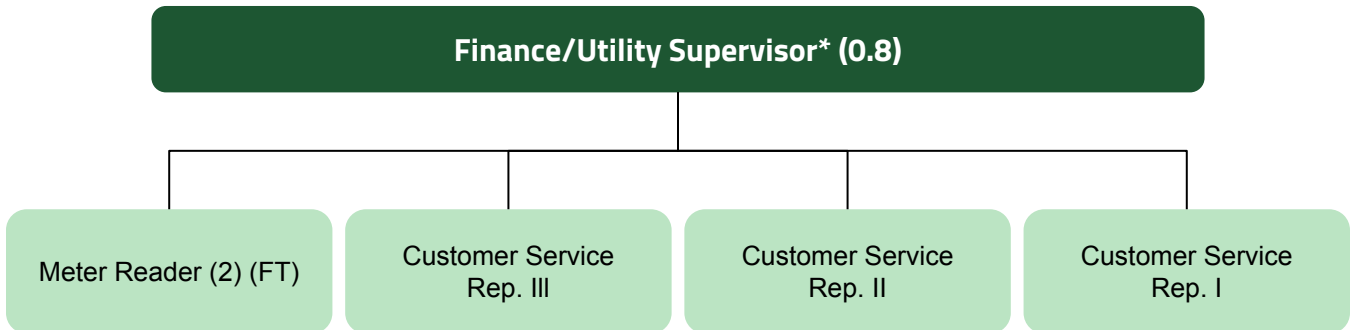 Finance/Utility Supervisor* (0.8)
Meter Reader (2) (FT)
Customer Service
Rep. III
Customer Service
Rep. II
Customer Service
Rep. I